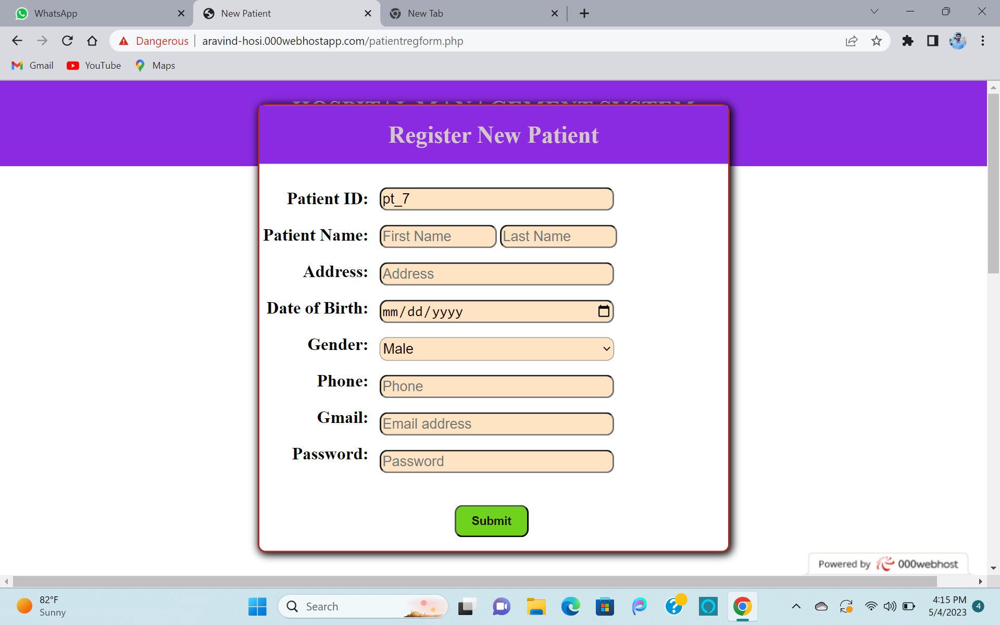 WhatsApp
New Patient
New Tab
Dangerous
aravind-hosi.000webhostapp.com/patientregform.php
Gmail
YouTube
Maps
HOSPITAL MANAGEMENT SYSTEM
Register New Patient
Patient ID: pt_7
Patient Name: First Name Last Name
Address: Address
Date of Birth: mm/dd/yyyy
Gender: Male
Phone: Phone
Gmail: Email address
Password: Password
Submit
Powered by 000webhost
82°F
Sunny
Search
4:15 PM
5/4/2023
4